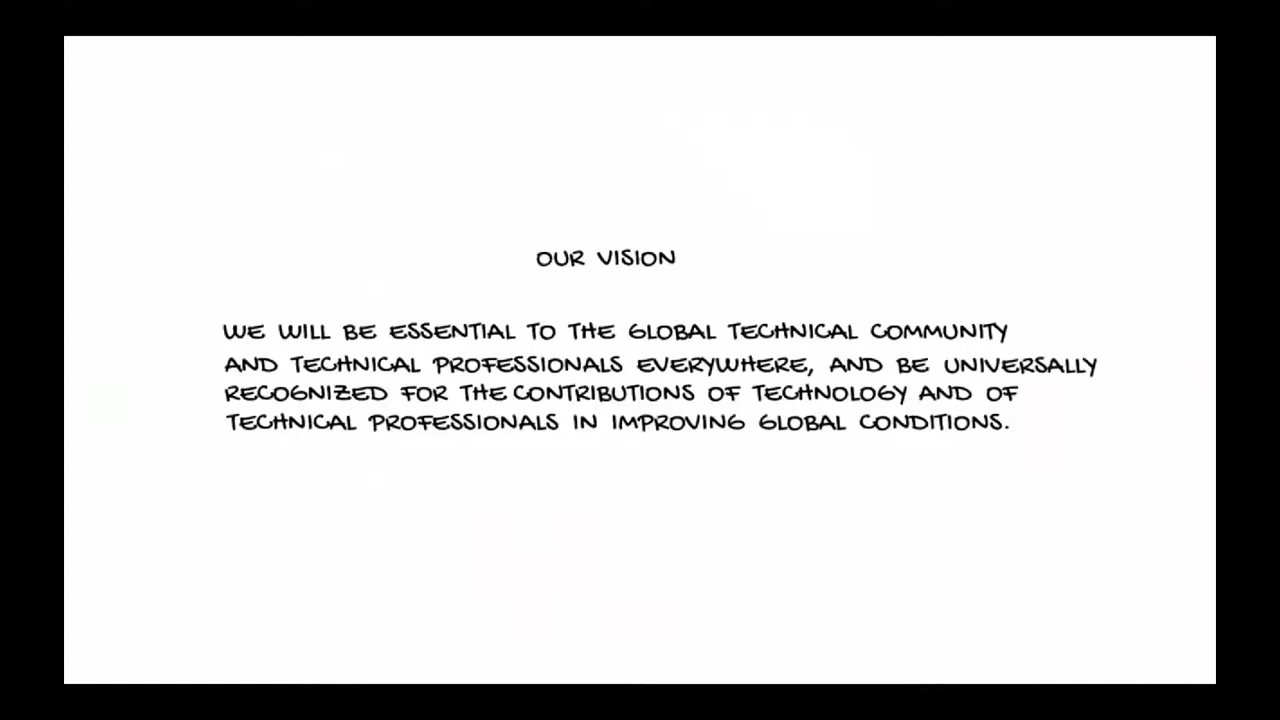 OUR VISION
WE WILL BE ESSENTIAL TO THE GLOBAL TECHNICAL COMMUNITY
AND TECHNICAL PROFESSIONALS EVERYWHERE, AND BE UNIVERSALLY
RECOGNIZED FOR THE CONTRIBUTIONS OF TECHNOLOGY AND OF
TECHNICAL PROFESSIONALS IN IMPROVING GLOBAL CONDITIONS.